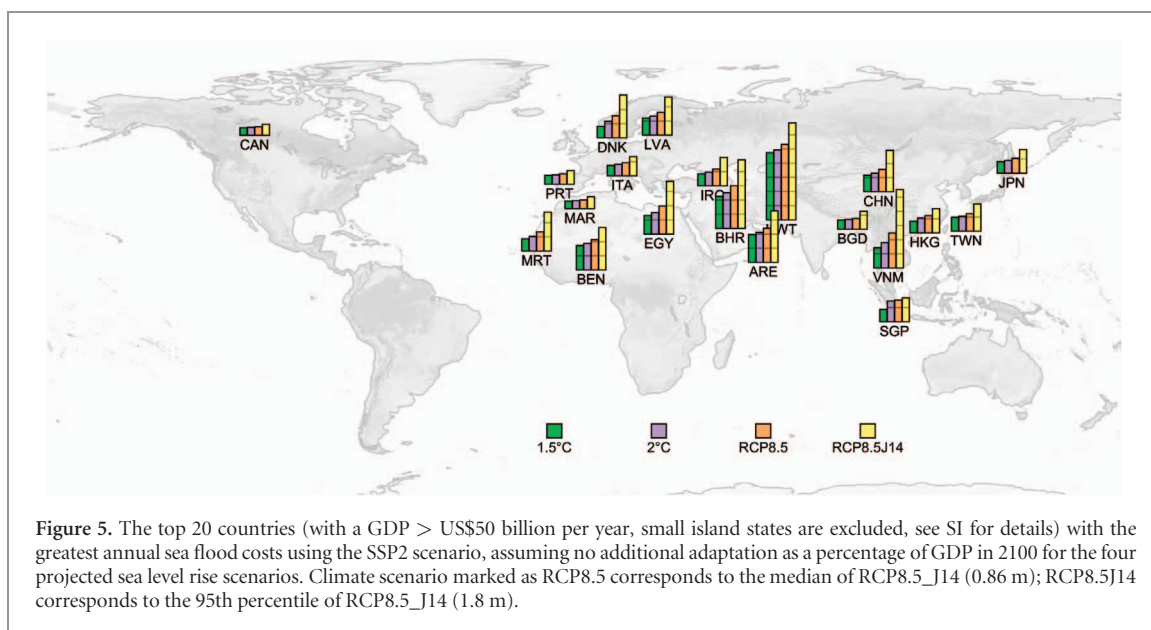 CAN
DNK
LVA
PRT
ITA
IRQ
MAR
EGY
BHR
MRT
BEN
ARE
CHN
JPN
BGD
HKG
TWN
VNM
SGP
1.5°C
2°C
RCP8.5
RCP8.5J14
Figure 5. The top 20 countries (with a GDP > US$50 billion per year, small island states are excluded, see SI for details) with the
greatest annual sea flood costs using the SSP2 scenario, assuming no additional adaptation as a percentage of GDP in 2100 for the four
projected sea level rise scenarios. Climate scenario marked as RCP8.5 corresponds to the median of RCP8.5_J14 (0.86 m); RCP8.5J14
corresponds to the 95th percentile of RCP8.5_J14 (1.8 m).